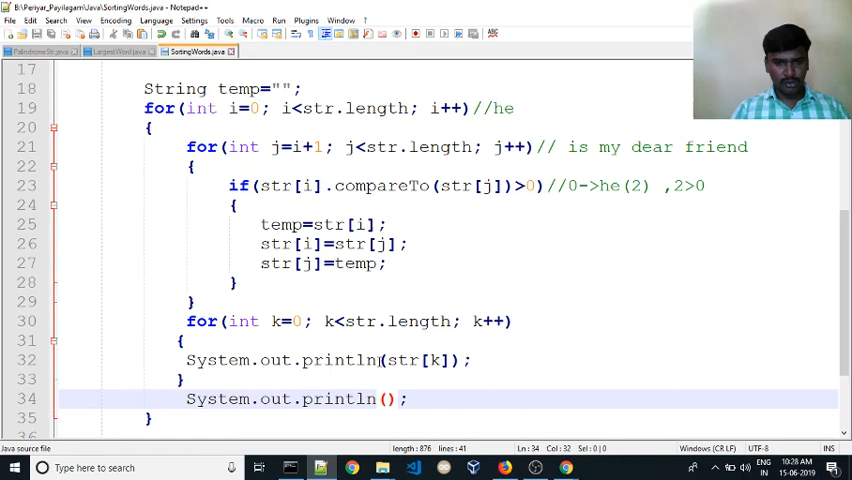 B:\Periyar_Payilagam\Java\SortingWords.java - Notepad++
File Edit Search View Encoding Language Settings Tools Macro Run Plugins Window ?
PalindromeStr.java LargestWord.java SortingWords.java
17
18 String temp="";
19 for(int i=0; i<str.length; i++)//he
20 {
21 for(int j=i+1; j<str.length; j++)// is my dear friend
22 {
23 if(str[i].compareTo(str[j])>0)//0->he(2) ,2>0
24 {
25 temp=str[i];
26 str[i]=str[j];
27 str[j]=temp;
28 }
29 }
30 for(int k=0; k<str.length; k++)
31 {
32 System.out.println(str[k]);
33 }
34 System.out.println();
35 }
Java source file length : 876 lines : 41 Ln : 34 Col : 32 Sel : 0 | 0 Windows (CR LF) UTF-8 INS
Type here to search ENG IN 10:28 AM 15-06-2019